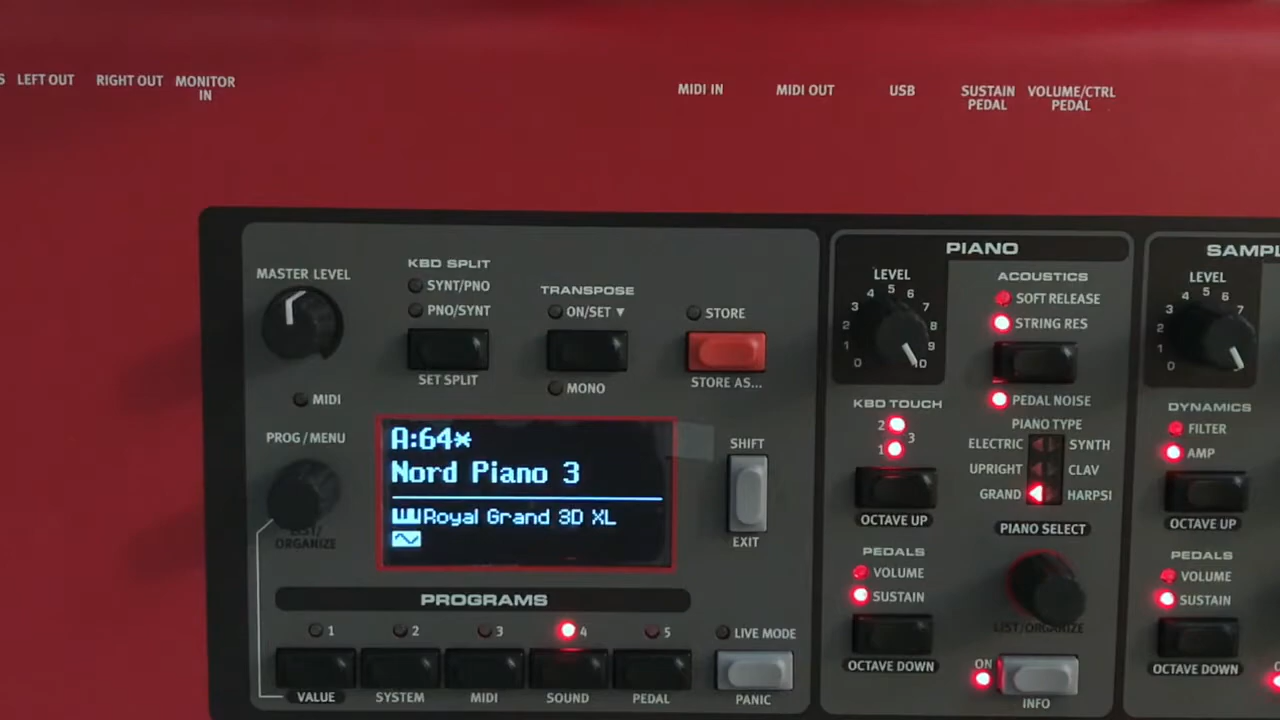 LEFT OUT
RIGHT OUT
MONITOR
IN
MIDI IN
MIDI OUT
USB
SUSTAIN
PEDAL
VOLUME/CTRL
PEDAL
MASTER LEVEL
MIDI
PROG / MENU
LIST/
ORGANIZE
KBD SPLIT
SYNT/PNO
PNO/SYNT
SET SPLIT
TRANSPOSE
ON/SET ▼
MONO
STORE
STORE AS...
A:64*
Nord Piano 3
Royal Grand 3D XL
SHIFT
EXIT
PROGRAMS
1
2
3
4
5
LIVE MODE
VALUE
SYSTEM
MIDI
SOUND
PEDAL
PANIC
PIANO
LEVEL
0 1 2 3 4 5 6 7 8 9 10
ACOUSTICS
SOFT RELEASE
STRING RES
PEDAL NOISE
KBD TOUCH
2
3
1
OCTAVE UP
PIANO TYPE
ELECTRIC
SYNTH
UPRIGHT
CLAV
GRAND
HARPSI
PIANO SELECT
LIST/ORGANIZE
PEDALS
VOLUME
SUSTAIN
OCTAVE DOWN
ON
INFO
LEVEL
0 1 2 3 4 5 6 7
DYNAMICS
FILTER
AMP
OCTAVE UP
PEDALS
VOLUME
SUSTAIN
OCTAVE DOWN